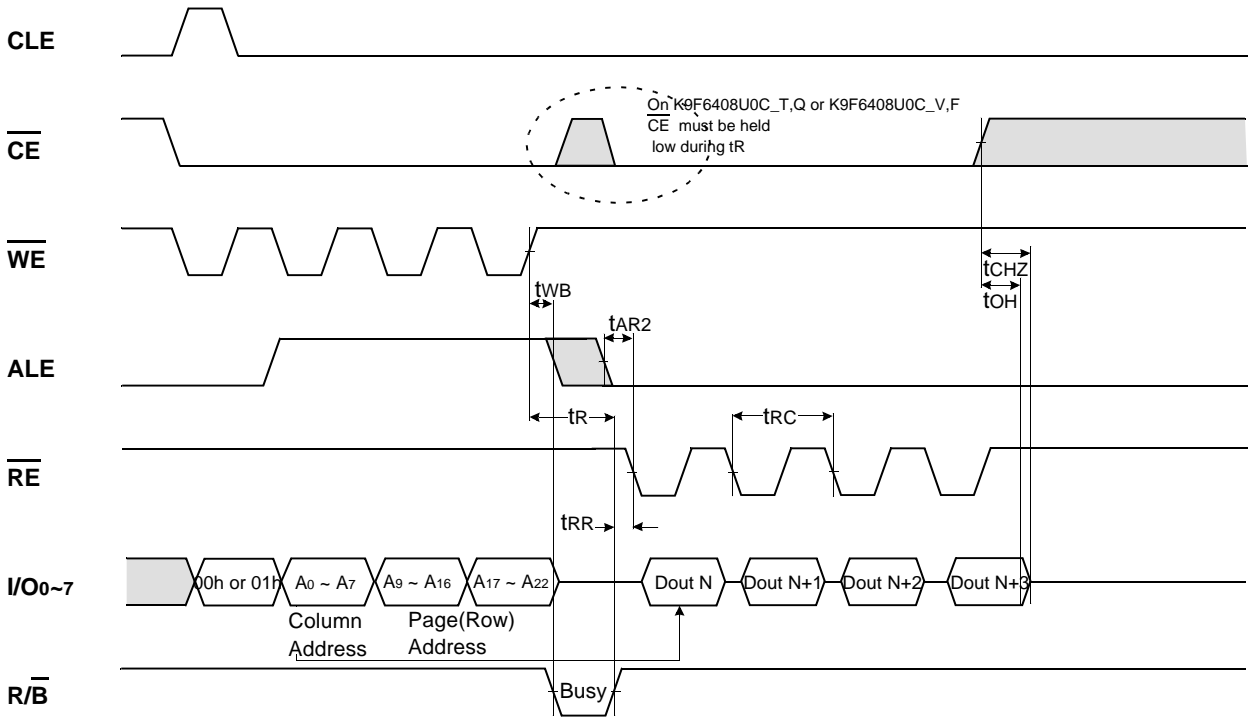 CLE
On K9F6408U0C_T,Q or K9F6408U0C_V,F
CE must be held
low during tR
CE
WE
tCHZ
tOH
tWB
tAR2
ALE
tR
tRC
RE
tRR
I/O0~7
00h or 01h
A0 ~ A7
A9 ~ A16
A17 ~ A22
Dout N
Dout N+1
Dout N+2
Dout N+3
Column
Address
Page(Row)
Address
R/B
Busy